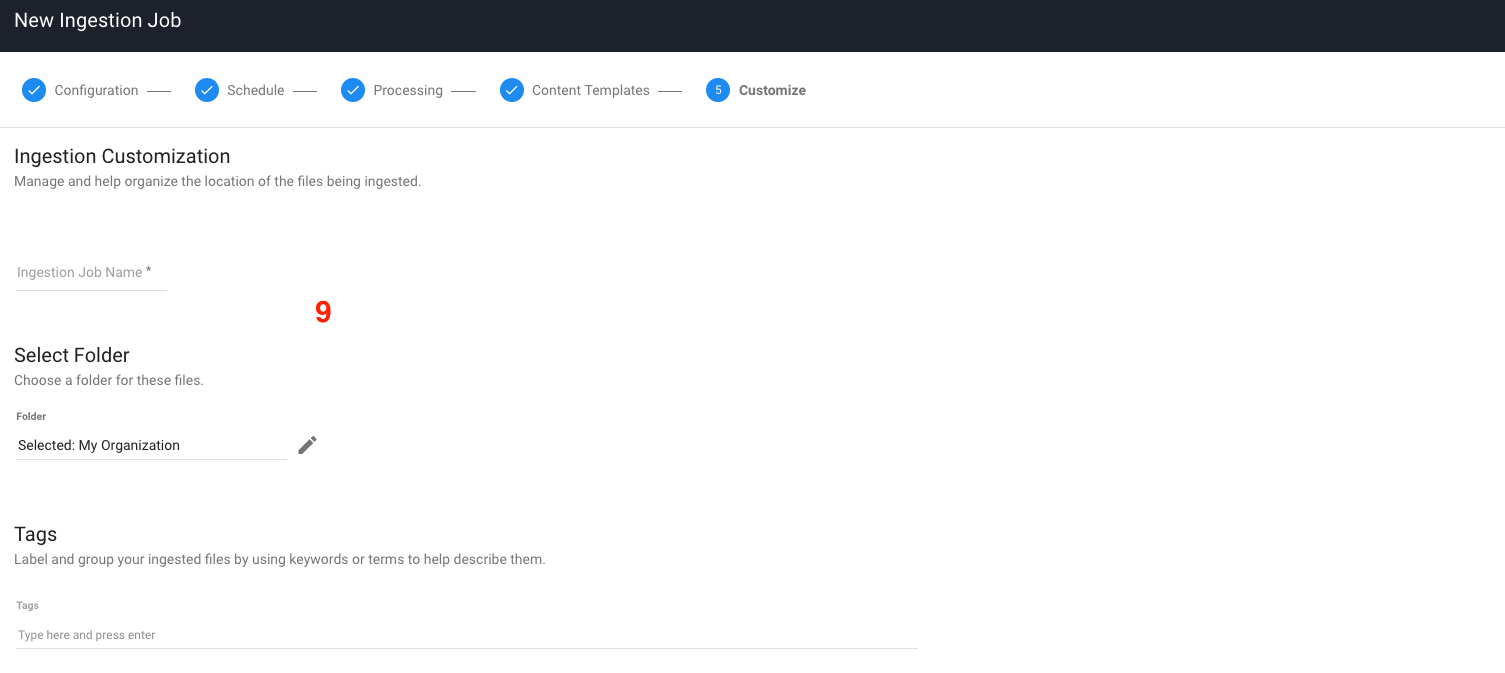 New Ingestion Job
Configuration Schedule Processing Content Templates 5 Customize
Ingestion Customization
Manage and help organize the location of the files being ingested.
Ingestion Job Name *
9
Select Folder
Choose a folder for these files.
Folder
Selected: My Organization
Tags
Label and group your ingested files by using keywords or terms to help describe them.
Tags
Type here and press enter